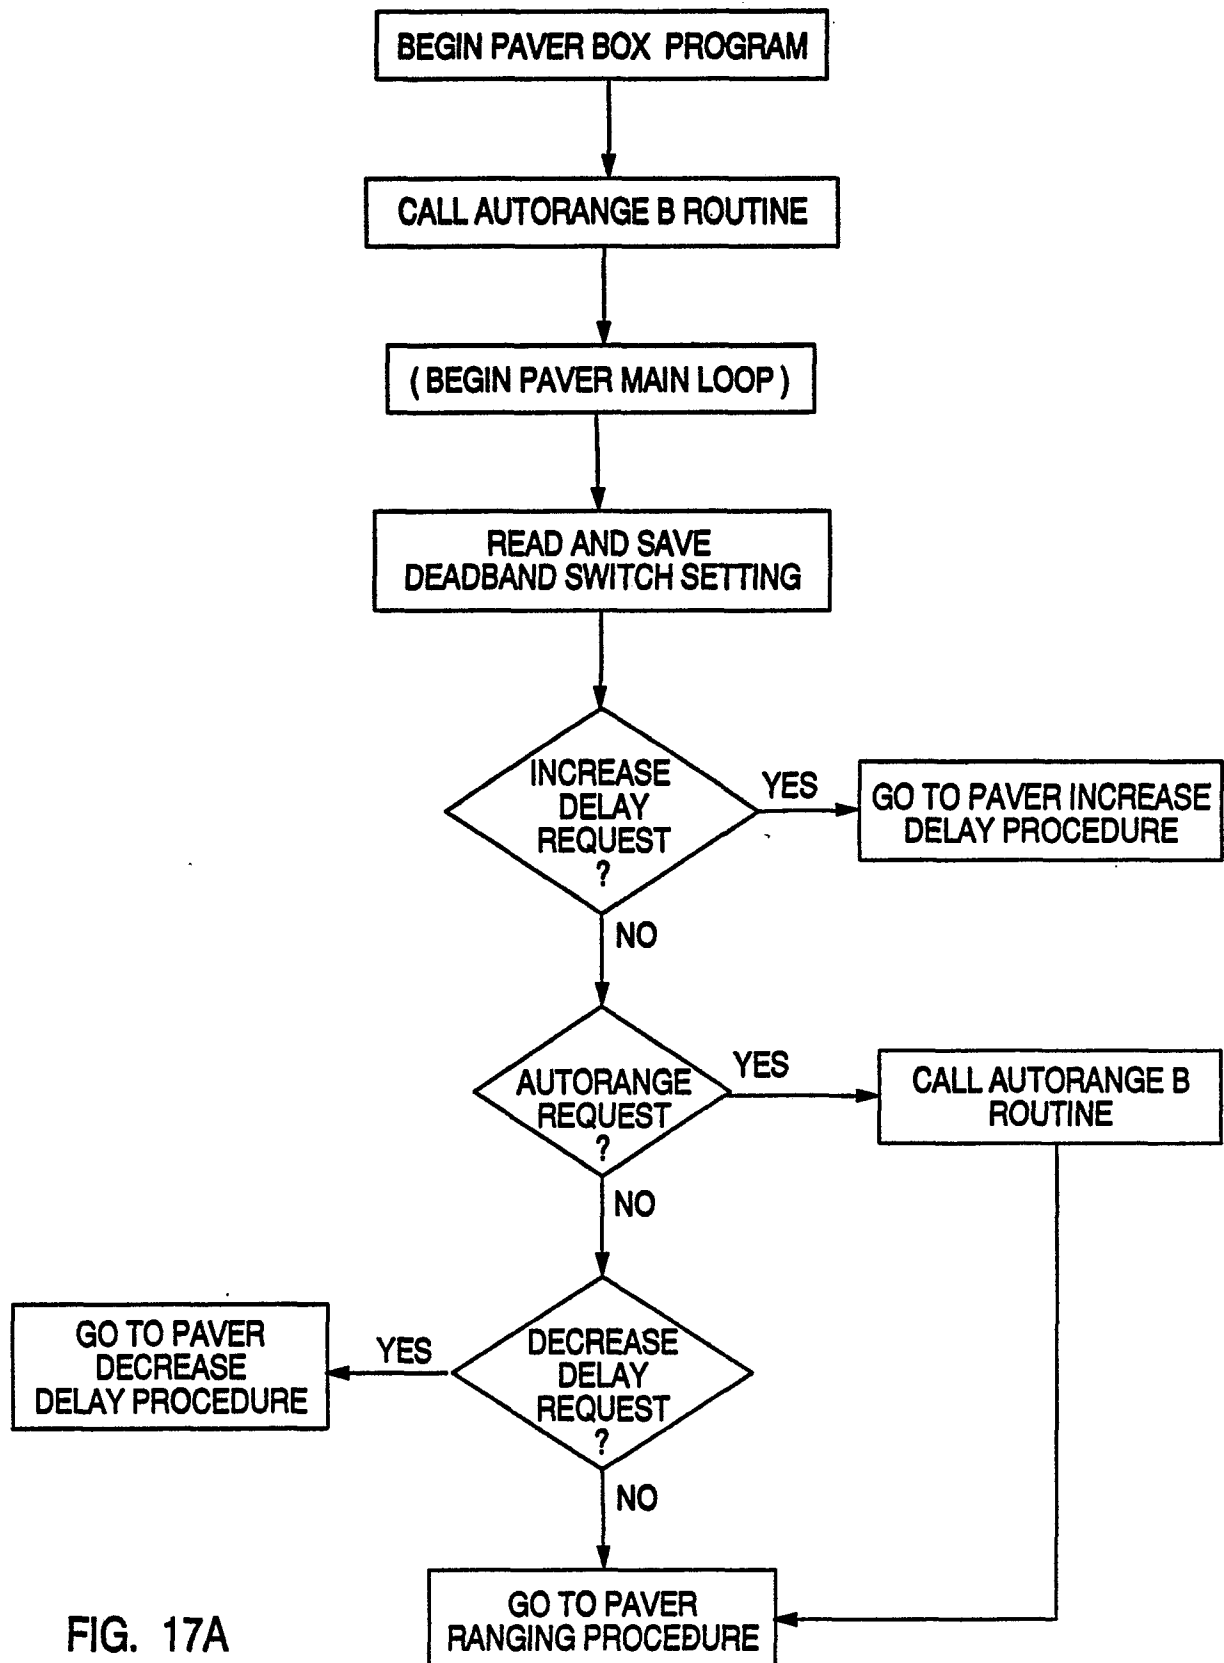 BEGIN PAVER BOX PROGRAM
CALL AUTORANGE B ROUTINE
( BEGIN PAVER MAIN LOOP )
READ AND SAVE
DEADBAND SWITCH SETTING
INCREASE
DELAY
REQUEST
?
YES
GO TO PAVER INCREASE
DELAY PROCEDURE
NO
AUTORANGE
REQUEST
?
YES
CALL AUTORANGE B
ROUTINE
NO
DECREASE
DELAY
REQUEST
?
YES
GO TO PAVER
DECREASE
DELAY PROCEDURE
NO
GO TO PAVER
RANGING PROCEDURE
FIG. 17A